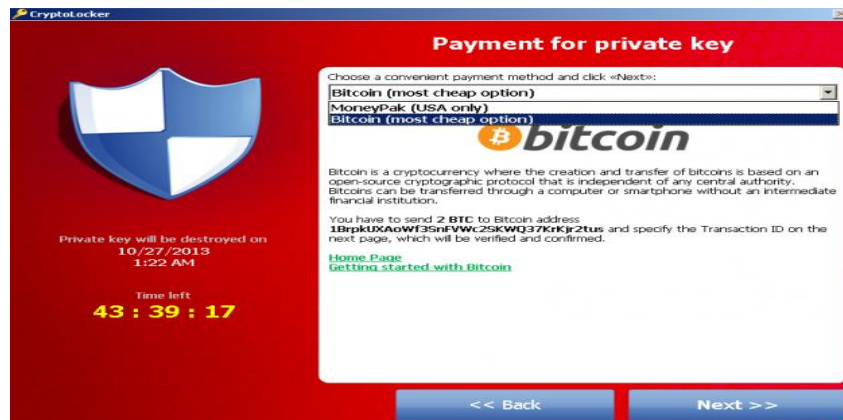 CryptoLocker
Payment for private key
Choose a convenient payment method and click «Next»:
Bitcoin (most cheap option)
MoneyPak (USA only)
Bitcoin (most cheap option)
bitcoin
Bitcoin is a cryptocurrency where the creation and transfer of bitcoins is based on an
open-source cryptographic protocol that is independent of any central authority.
Bitcoins can be transferred through a computer or smartphone without an intermediate
financial institution.
You have to send 2 BTC to Bitcoin address
and specify the Transaction ID on the
next page, which will be verified and confirmed.
Home Page
Getting started with Bitcoin
Private key will be destroyed on
10/27/2013
1:22 AM
Time left
43 : 39 : 17
<< Back
Next >>